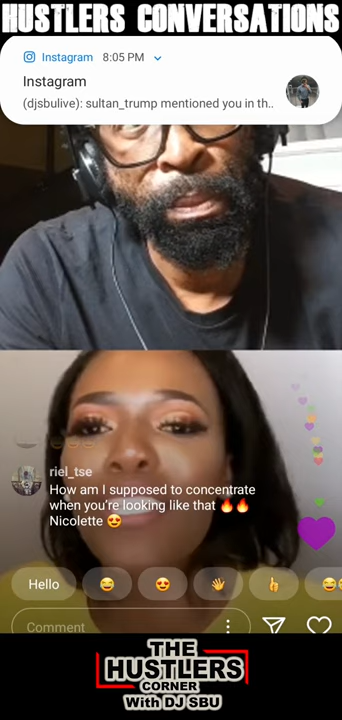 HUSTLERS CONVERSATIONS
Instagram 8:05 PM
Instagram
(djsbulive): sultan_trump mentioned you in th..
riel_tse
How am I supposed to concentrate
when you're looking like that 🔥🔥
Nicolette 😍
Hello 😂 😍 👋 👍 😂
Comment
THE
HUSTLERS
CORNER
With DJ SBU